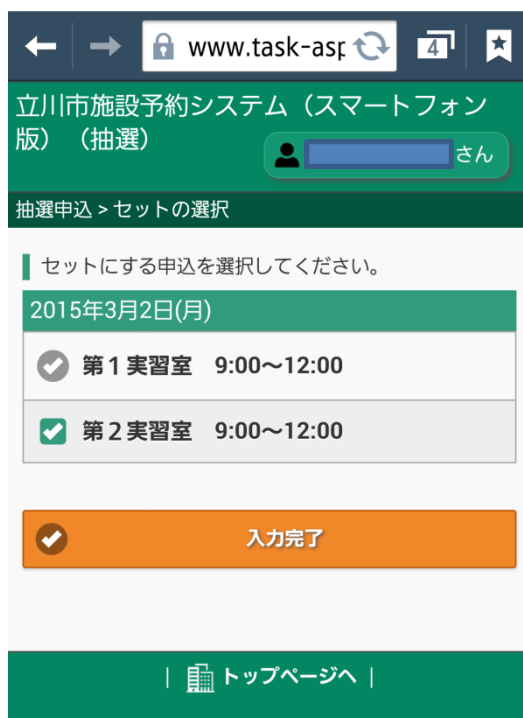 www.task-asp
4
立川市施設予約システム（スマートフォン
版）（抽選）
さん
抽選申込 > セットの選択
セットにする申込を選択してください。
2015年3月2日(月)
第１実習室 9:00～12:00
第２実習室 9:00～12:00
入力完了
| トップページへ |